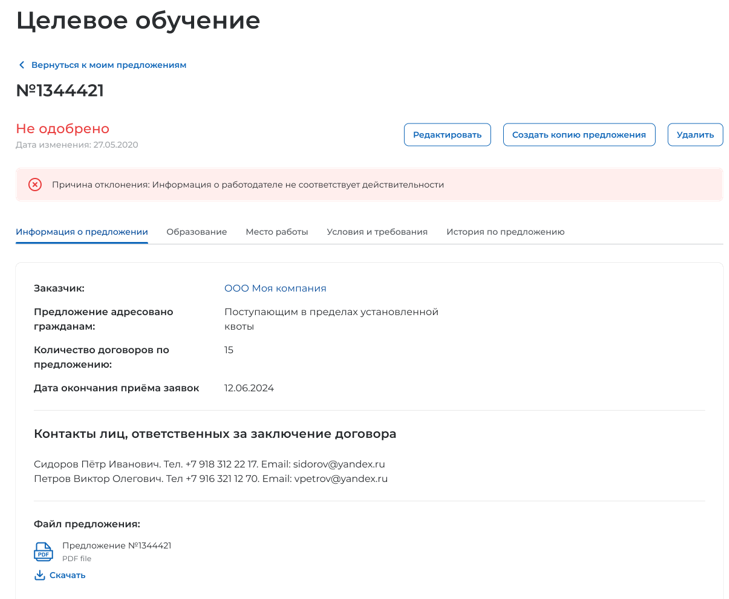 Целевое обучение
Вернуться к моим предложениям
№1344421
Не одобрено
Дата изменения: 27.05.2020
Редактировать
Создать копию предложения
Удалить
Причина отклонения: Информация о работодателе не соответствует действительности
Информация о предложении
Образование
Место работы
Условия и требования
История по предложению
Заказчик:
ООО Моя компания
Предложение адресовано
гражданам:
Поступающим в пределах установленной
квоты
Количество договоров по
предложению:
15
Дата окончания приёма заявок
12.06.2024
Контакты лиц, ответственных за заключение договора
Сидоров Пётр Иванович. Тел. +7 918 312 22 17. Email: sidorov@yandex.ru
Петров Виктор Олегович. Тел +7 916 321 12 70. Email: vpetrov@yandex.ru
Файл предложения:
PDF
Предложение №1344421
PDF file
Скачать